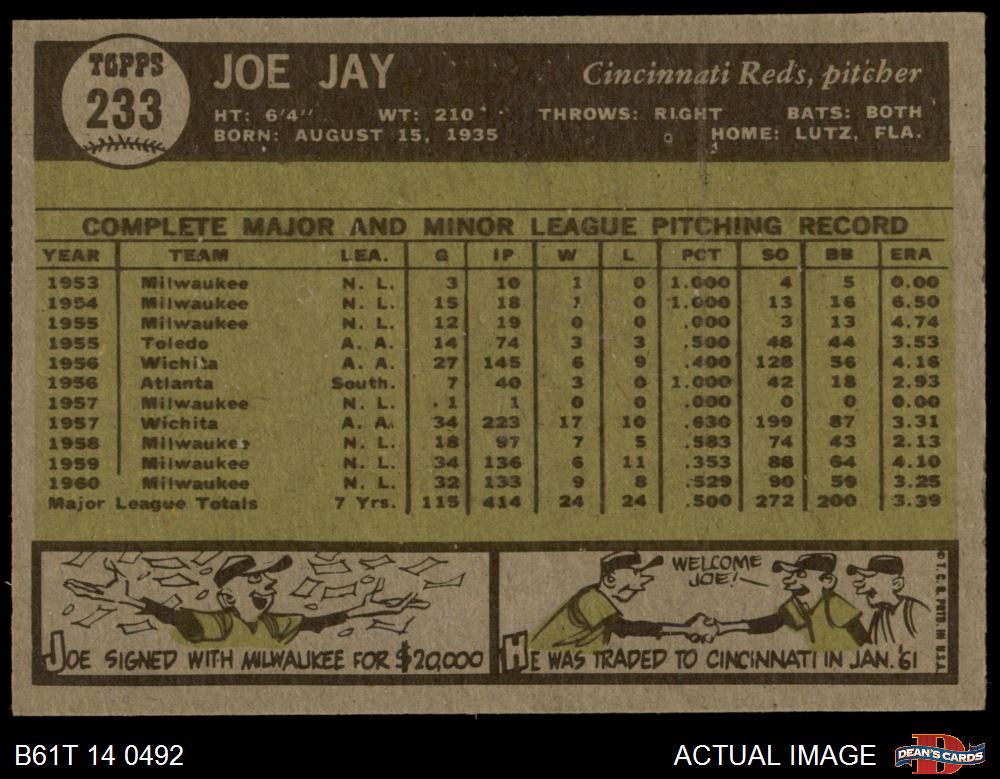 TOPPS
233
JOE JAY
Cincinnati Reds, pitcher
HT: 6'4" WT: 210 THROWS: RIGHT BATS: BOTH
BORN: AUGUST 15, 1935 HOME: LUTZ, FLA.
COMPLETE MAJOR AND MINOR LEAGUE PITCHING RECORD
YEAR TEAM LEA. G IP W L PCT SO BB ERA
1953 Milwaukee N. L. 3 10 1 0 1.000 4 5 0.00
1954 Milwaukee N. L. 15 18 1 0 1.000 13 16 6.50
1955 Milwaukee N. L. 12 19 0 0 .000 3 13 4.74
1955 Toledo A. A. 14 74 3 3 .500 48 44 3.53
1956 Wichita A. A. 27 145 6 9 .400 128 56 4.16
1956 Atlanta South. 7 40 3 0 1.000 42 18 2.93
1957 Milwaukee N. L. 1 1 0 0 .000 0 0 0.00
1957 Wichita A. A. 34 223 17 10 .630 199 87 3.31
1958 Milwaukee N. L. 18 97 7 5 .583 74 43 2.13
1959 Milwaukee N. L. 34 136 6 11 .353 88 64 4.10
1960 Milwaukee N. L. 32 133 9 8 .529 90 59 3.25
Major League Totals 7 Yrs. 115 414 24 24 .500 272 200 3.39
JOE SIGNED WITH MILWAUKEE FOR $20,000
WELCOME
JOE!
HE WAS TRADED TO CINCINNATI IN JAN. '61
© T. C. G. PRTD. IN U.S.A.
B61T 14 0492
ACTUAL IMAGE
DEAN'S CARDS